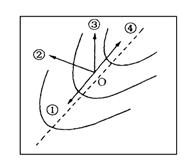 ③
④
②
O
①